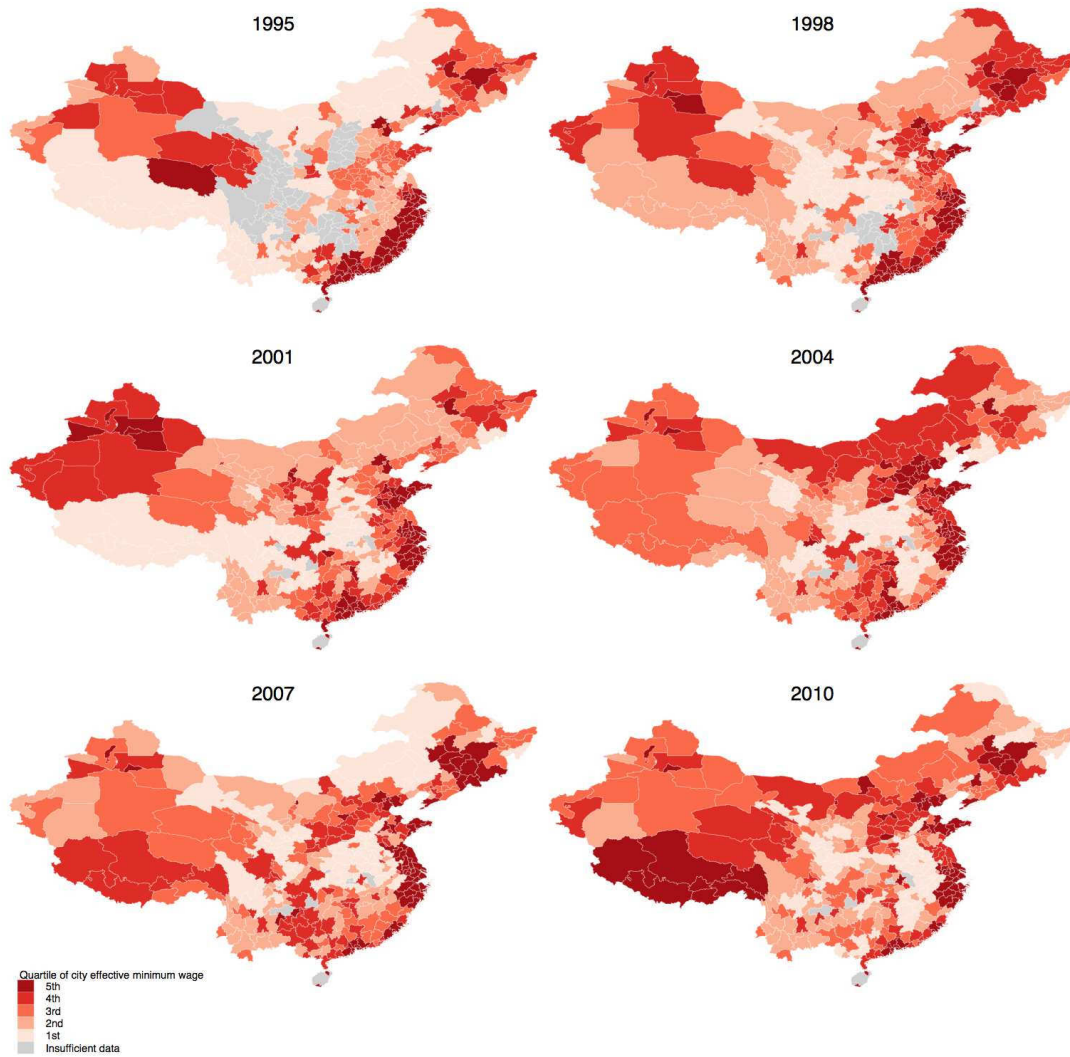 1995
1998
2001
2004
2007
2010
Quartile of city effective minimum wage
5th
4th
3rd
2nd
1st
Insufficient data